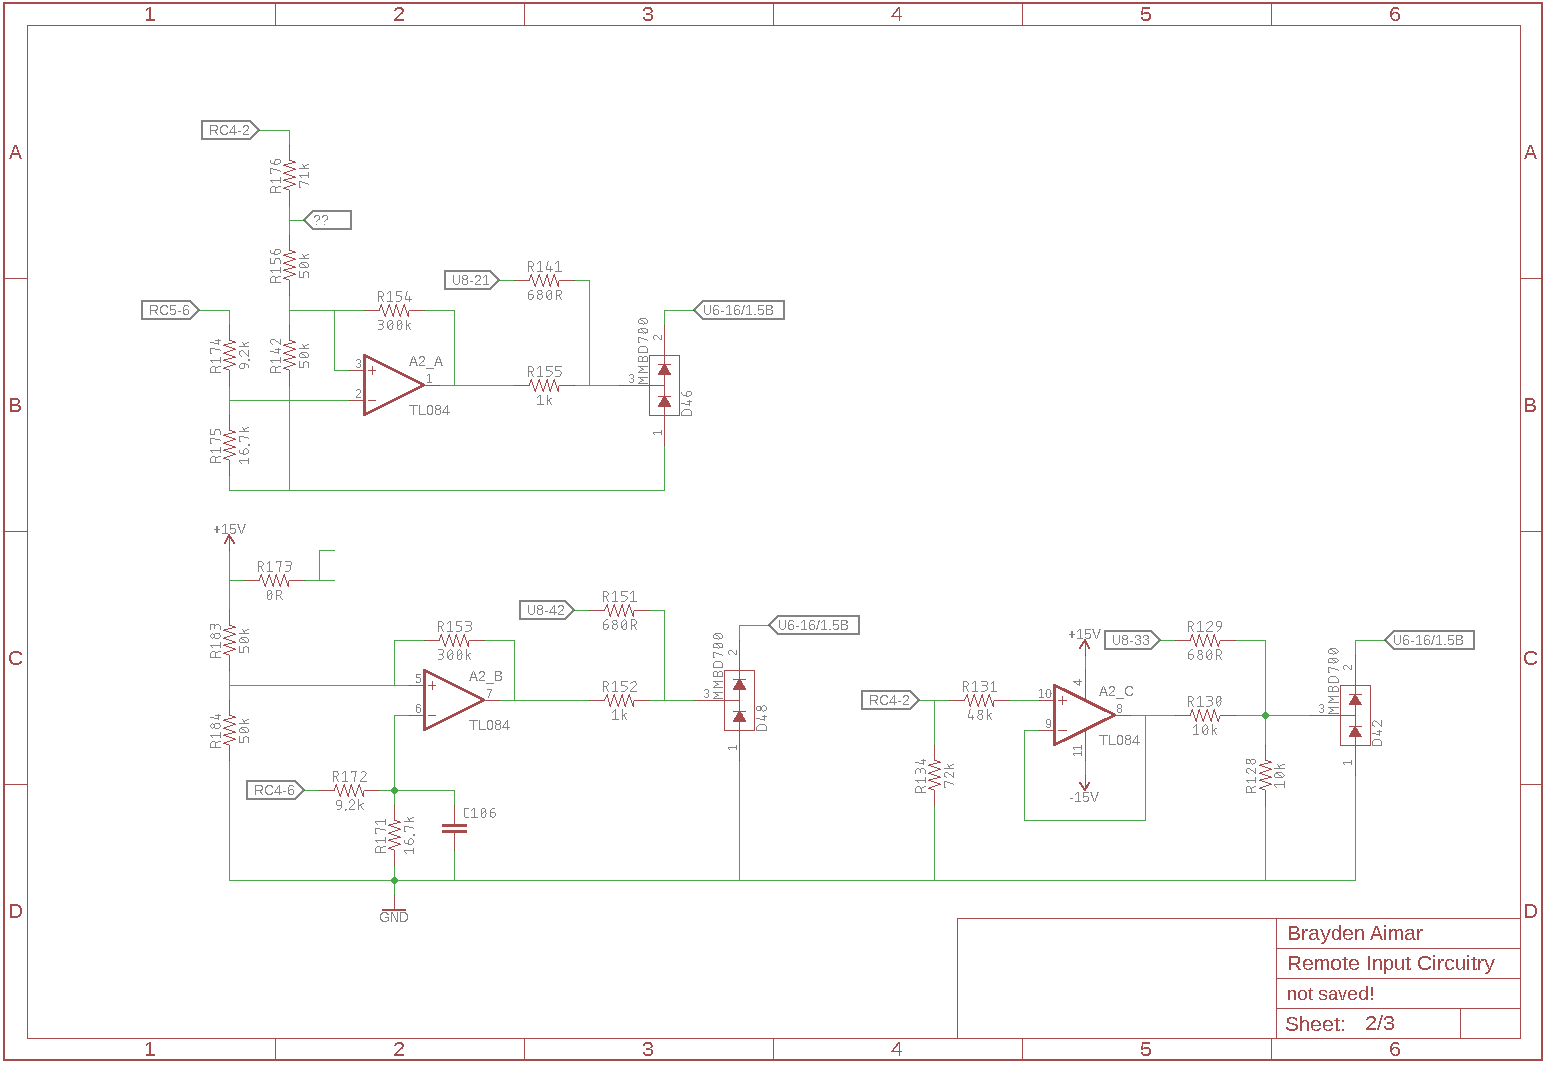 1 2 3 4 5 6
A A
RC4-2
R176
71k
??
R156
50k
U8-21
R141
680R
RC5-6
R154
300k
U6-16/1.5B
R174
9.2k
R142
50k
3
2
A2_A
1
TL084
R155
1k
3
MMBD700
2
D46
1
B B
R175
16.7k
+15V
R173
0R
U8-42
R151
680R
U6-16/1.5B
R183
50k
R153
300k
+15V
U8-33
R129
680R
U6-16/1.5B
C C
5
6
A2_B
7
TL084
R152
1k
3
MMBD700
2
D48
1
RC4-2
R131
48k
10
9
4
11
A2_C
8
TL084
R130
10k
3
MMBD700
2
D42
1
R184
50k
RC4-6
R172
9.2k
R134
72k
-15V
R128
10k
R171
16.7k
C106
GND
D D
Brayden Aimar
Remote Input Circuitry
not saved!
Sheet: 2/3
1 2 3 4 5 6